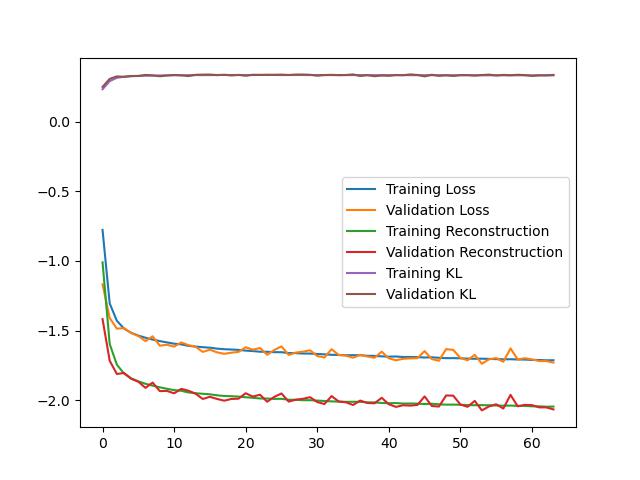 0.0
−0.5
−1.0
−1.5
−2.0
Training Loss
Validation Loss
Training Reconstruction
Validation Reconstruction
Training KL
Validation KL
0 10 20 30 40 50 60